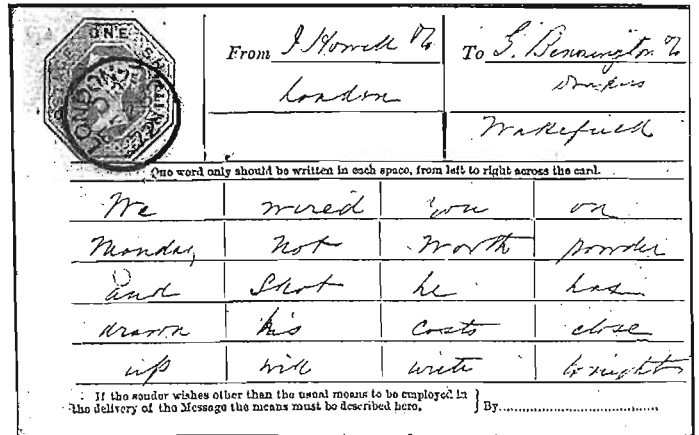 ONE SHILLING
LONDON
72
From J Howell &/Co To G. Bennington &/Co
London
Wakefield
One word only should be written in each space, from left to right across the card.
We wired you on
Monday, not worth powder
and shot he has
drawn his costs close
up will write tonight
If the sender wishes other than the usual means to be employed in
the delivery of the Message the means must be described here. } By